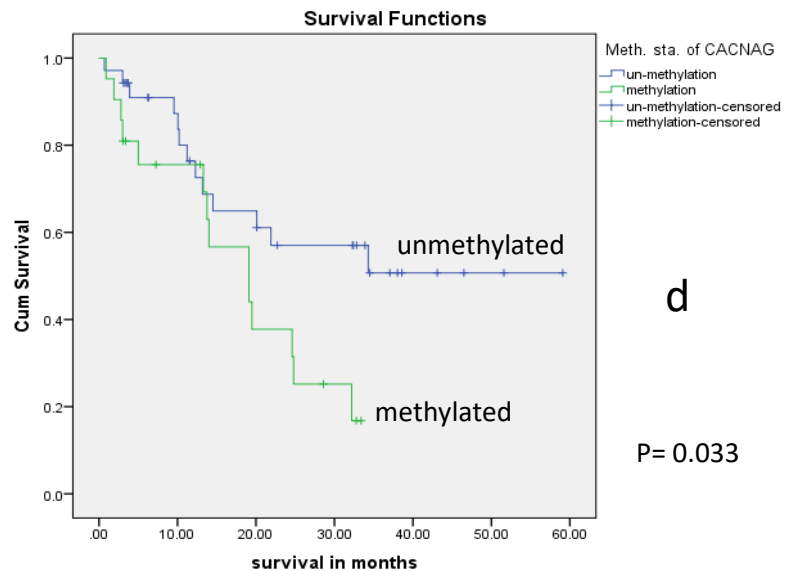 Survival Functions
Meth. sta. of CACNAG
un-methylation
methylation
un-methylation-censored
methylation-censored
Cum Survival
1.0
0.8
0.6
0.4
0.2
0.0
unmethylated
methylated
d
P= 0.033
.00 10.00 20.00 30.00 40.00 50.00 60.00
survival in months